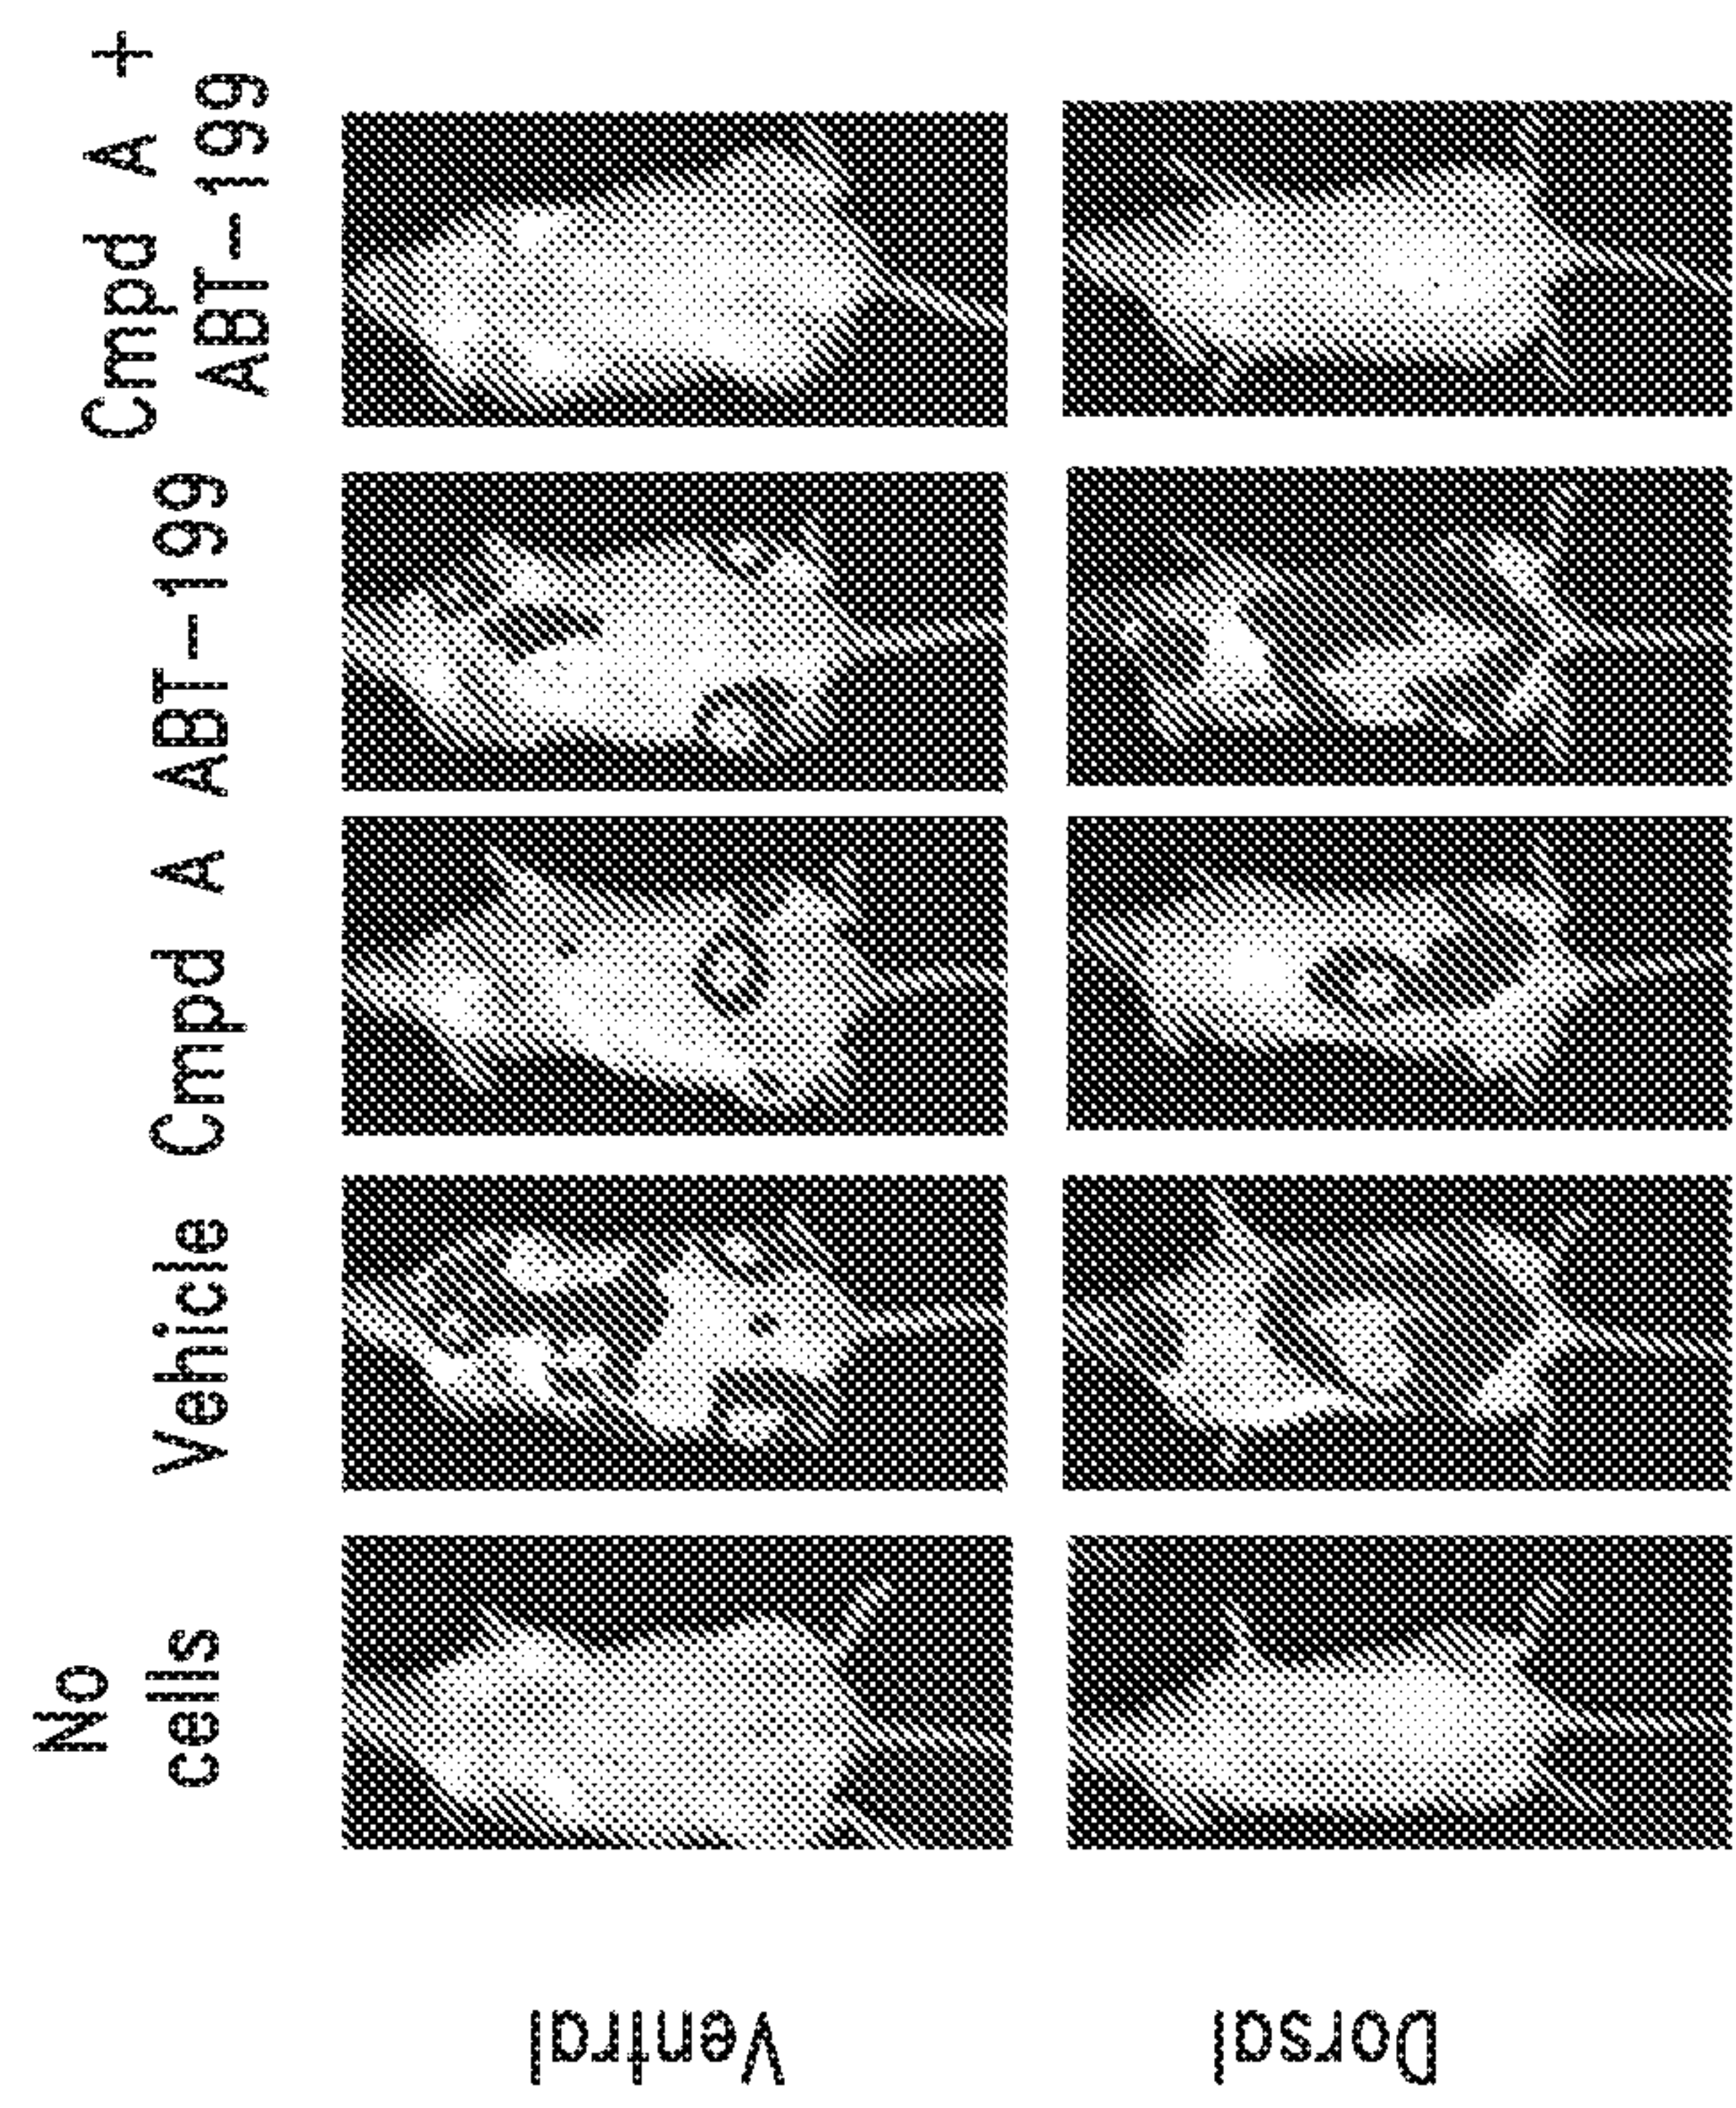 No
cells
Vehicle
Cmpd A
ABT-199
Cmpd A +
ABT-199
Ventral
Dorsal